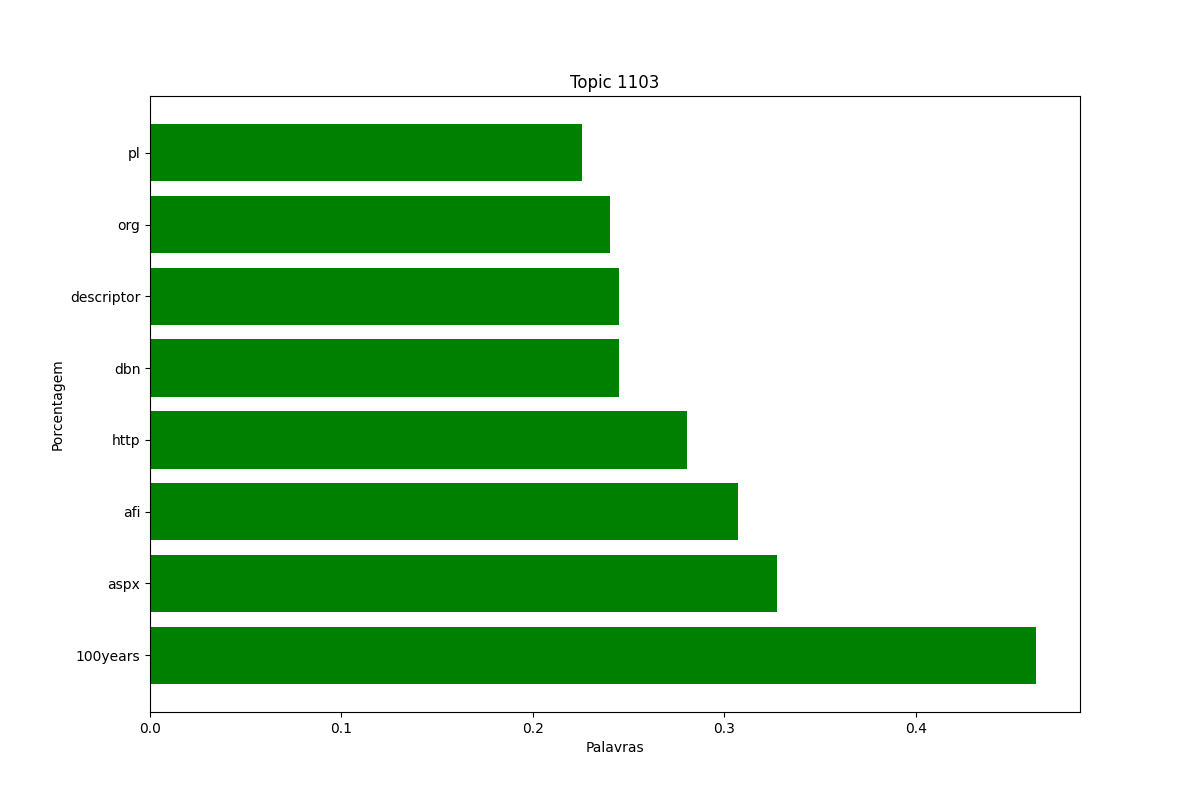 Topic 1103
pl
org
descriptor
dbn
http
afi
aspx
100years
Porcentagem
0.0 0.1 0.2 0.3 0.4
Palavras